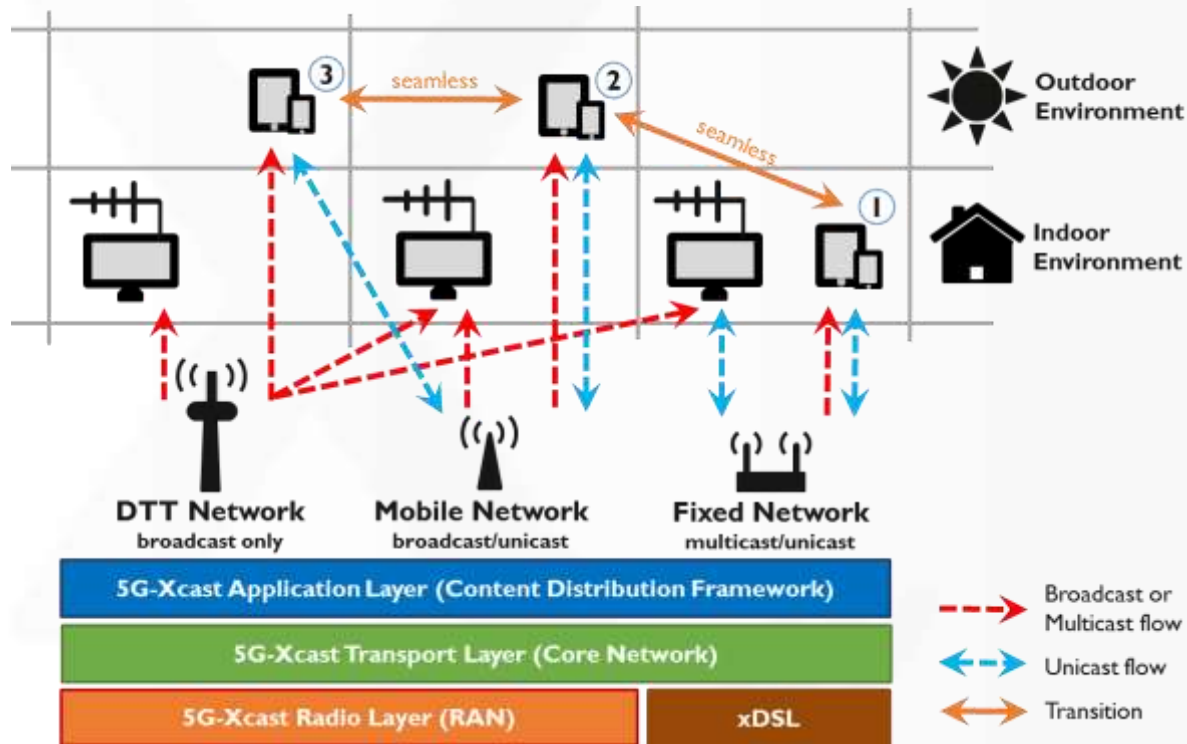 3
seamless
2
seamless
1
Outdoor
Environment
Indoor
Environment
DTT Network
broadcast only
Mobile Network
broadcast/unicast
Fixed Network
multicast/unicast
5G-Xcast Application Layer (Content Distribution Framework)
5G-Xcast Transport Layer (Core Network)
5G-Xcast Radio Layer (RAN)
xDSL
Broadcast or
Multicast flow
Unicast flow
Transition